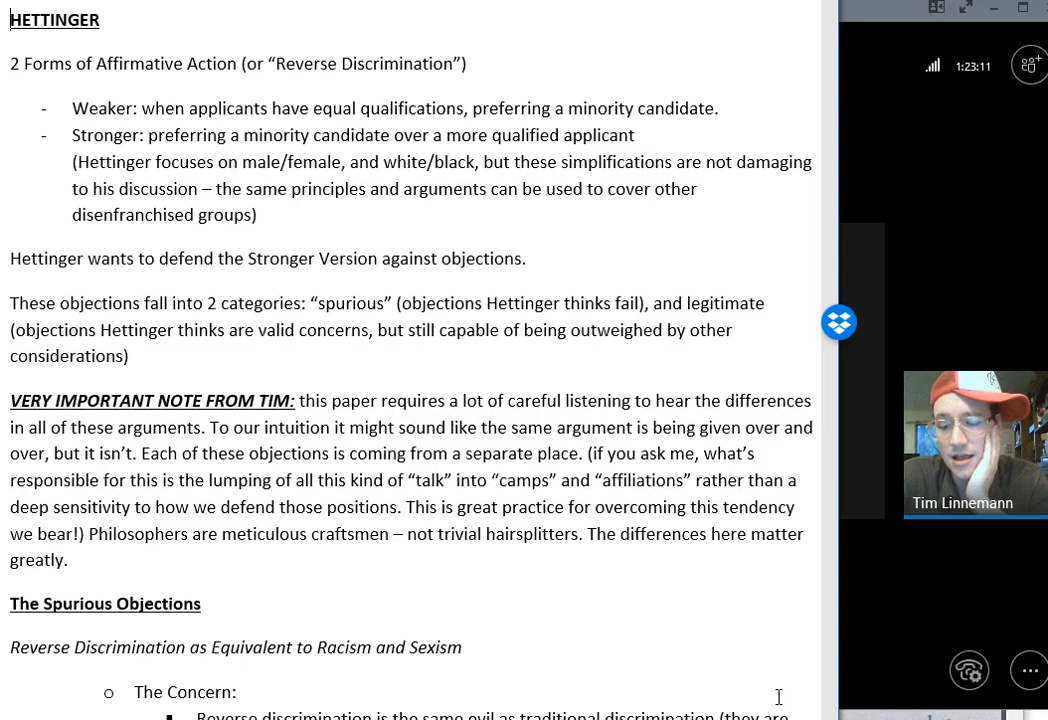 HETTINGER
2 Forms of Affirmative Action (or “Reverse Discrimination”)
- Weaker: when applicants have equal qualifications, preferring a minority candidate.
- Stronger: preferring a minority candidate over a more qualified applicant
(Hettinger focuses on male/female, and white/black, but these simplifications are not damaging
to his discussion – the same principles and arguments can be used to cover other
disenfranchised groups)
Hettinger wants to defend the Stronger Version against objections.
These objections fall into 2 categories: “spurious” (objections Hettinger thinks fail), and legitimate
(objections Hettinger thinks are valid concerns, but still capable of being outweighed by other
considerations)
VERY IMPORTANT NOTE FROM TIM: this paper requires a lot of careful listening to hear the differences
in all of these arguments. To our intuition it might sound like the same argument is being given over and
over, but it isn’t. Each of these objections is coming from a separate place. (if you ask me, what’s
responsible for this is the lumping of all this kind of “talk” into “camps” and “affiliations” rather than a
deep sensitivity to how we defend those positions. This is great practice for overcoming this tendency
we bear!) Philosophers are meticulous craftsmen – not trivial hairsplitters. The differences here matter
greatly.
The Spurious Objections
Reverse Discrimination as Equivalent to Racism and Sexism
o The Concern:
Reverse discrimination is the same evil as traditional discrimination (they are
1:23:11
Tim Linnemann